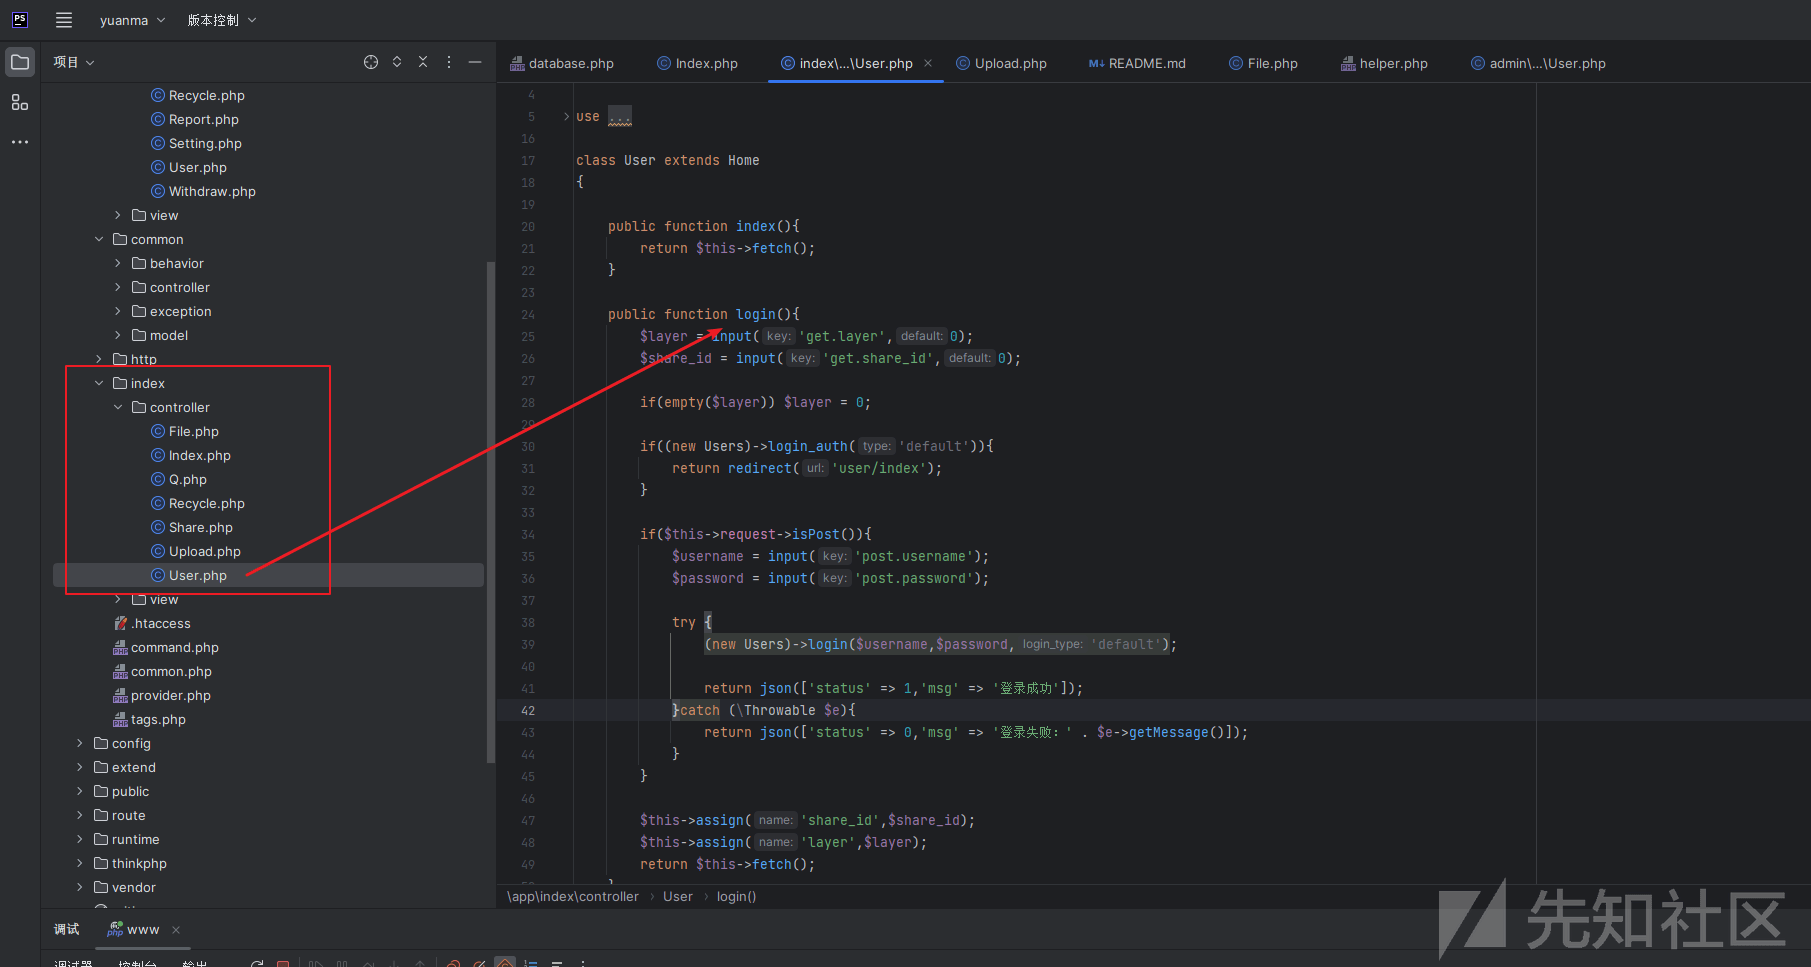 PS yuanma 版本控制
项目
Recycle.php
Report.php
Setting.php
User.php
Withdraw.php
view
common
behavior
controller
exception
model
http
index
controller
File.php
Index.php
Q.php
Recycle.php
Share.php
Upload.php
User.php
view
.htaccess
command.php
common.php
provider.php
tags.php
config
extend
public
route
runtime
thinkphp
vendor
database.php Index.php index\...\User.php Upload.php README.md File.php helper.php admin\...\User.php
4
5 use ...
16
17 class User extends Home
18 {
19
20 public function index(){
21 return $this->fetch();
22 }
23
24 public function login(){
25 $layer = input( key: 'get.layer', default: 0);
26 $share_id = input( key: 'get.share_id', default: 0);
27
28 if(empty($layer)) $layer = 0;
29
30 if((new Users)->login_auth( type: 'default')){
31 return redirect( url: 'user/index');
32 }
33
34 if($this->request->isPost()){
35 $username = input( key: 'post.username');
36 $password = input( key: 'post.password');
37
38 try {
39 (new Users)->login($username,$password, login_type: 'default');
40
41 return json(['status' => 1,'msg' => '登录成功']);
42 }catch (\Throwable $e){
43 return json(['status' => 0,'msg' => '登录失败：' . $e->getMessage()]);
44 }
45 }
46
47 $this->assign( name: 'share_id',$share_id);
48 $this->assign( name: 'layer',$layer);
49 return $this->fetch();
\app\index\controller › User › login()
调试 www
调试器 控制台 输出
先知社区